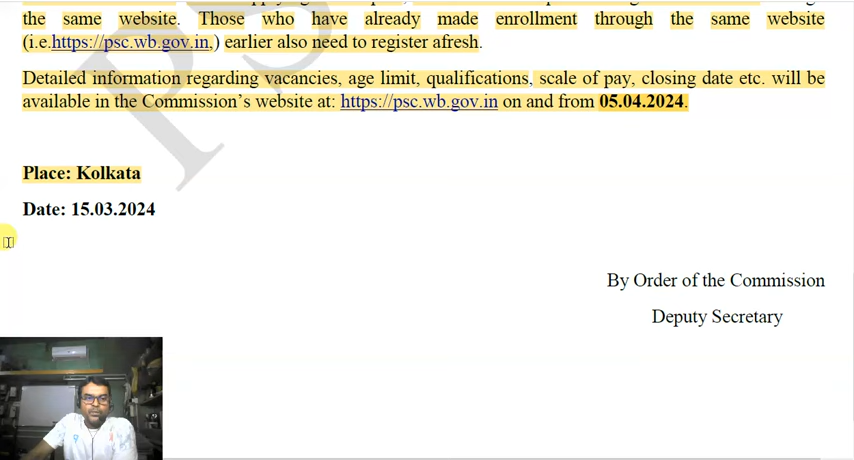 the same website. Those who have already made enrollment through the same website
(i.e.https://psc.wb.gov.in,) earlier also need to register afresh.
Detailed information regarding vacancies, age limit, qualifications, scale of pay, closing date etc. will be
available in the Commission's website at: https://psc.wb.gov.in on and from 05.04.2024.
Place: Kolkata
Date: 15.03.2024
By Order of the Commission
Deputy Secretary